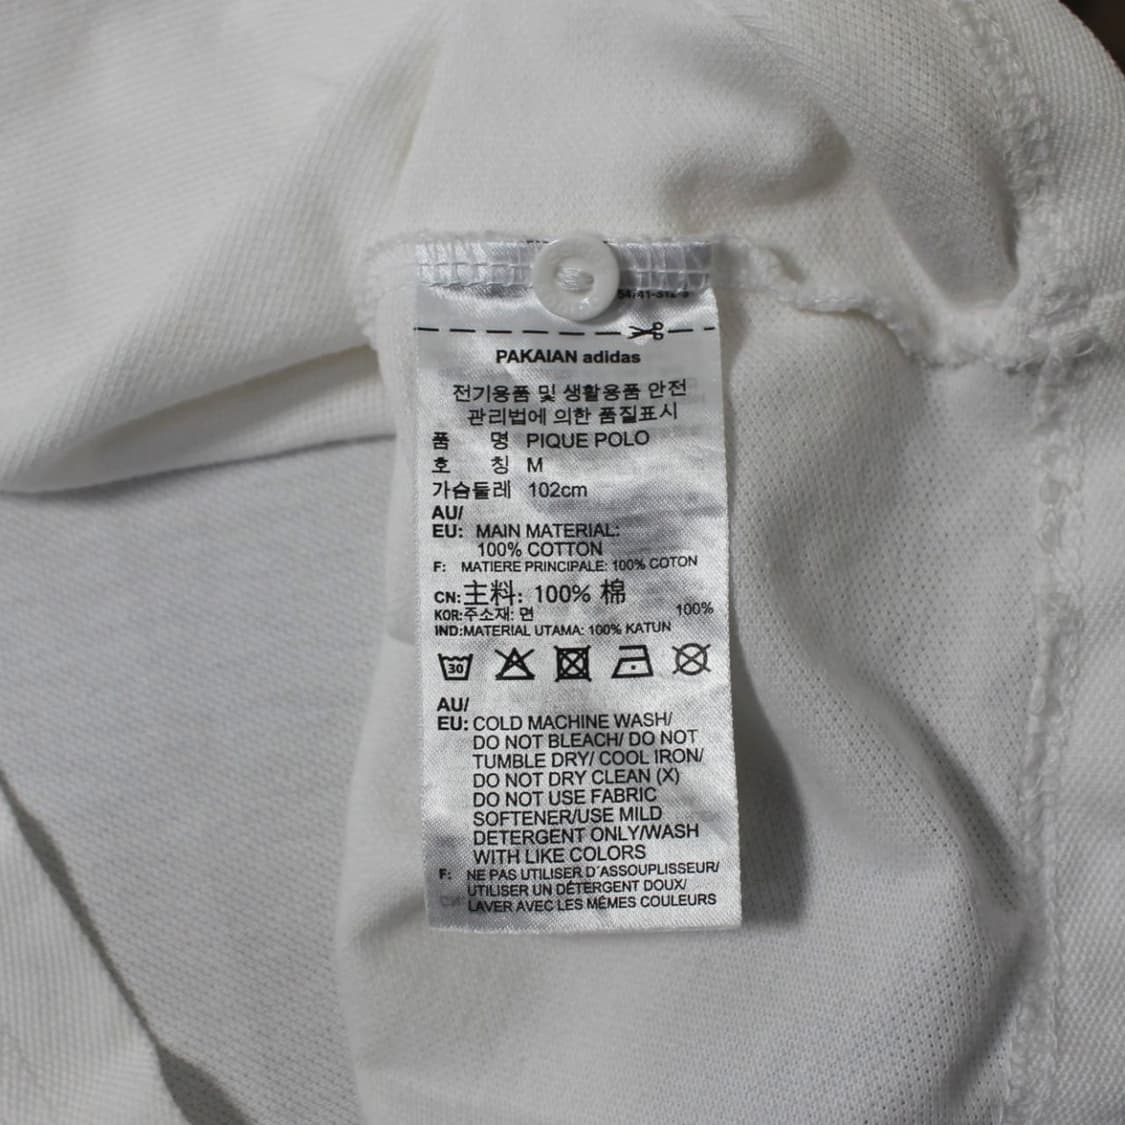 PAKAIAN adidas
전기용품 및 생활용품 안전
관리법에 의한 품질표시
품 명 PIQUE POLO
호 칭 M
가슴둘레 102cm
AU/
EU: MAIN MATERIAL:
100% COTTON
F: MATIERE PRINCIPALE: 100% COTON
CN:主料: 100% 棉
KOR:주소재: 면 100%
IND:MATERIAL UTAMA: 100% KATUN
30
AU/
EU: COLD MACHINE WASH/
DO NOT BLEACH/ DO NOT
TUMBLE DRY/ COOL IRON/
DO NOT DRY CLEAN (X)
DO NOT USE FABRIC
SOFTENER/USE MILD
DETERGENT ONLY/WASH
WITH LIKE COLORS
F: NE PAS UTILISER D´ASSOUPLISSEUR/
UTILISER UN DÉTERGENT DOUX/
LAVER AVEC LES MÊMES COULEURS